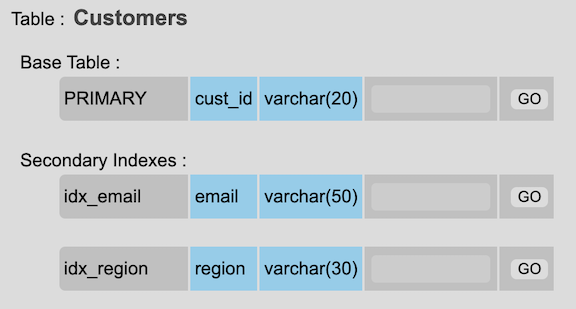 Table : Customers
Base Table :
PRIMARY cust_id varchar(20) GO
Secondary Indexes :
idx_email email varchar(50) GO
idx_region region varchar(30) GO